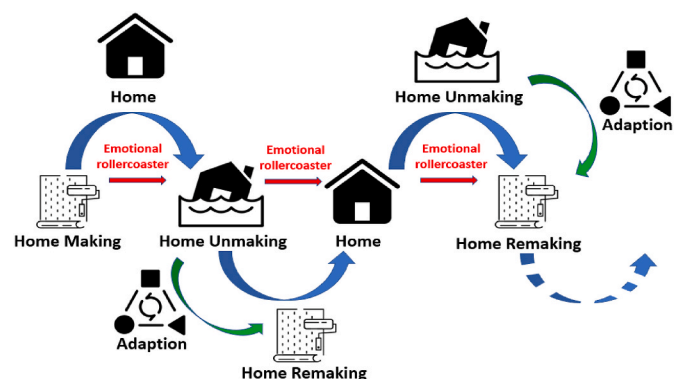 Home
Home Unmaking
Adaption
Emotional
rollercoaster
Emotional
rollercoaster
Emotional
rollercoaster
Home Making
Home Unmaking
Home
Home Remaking
Adaption
Home Remaking